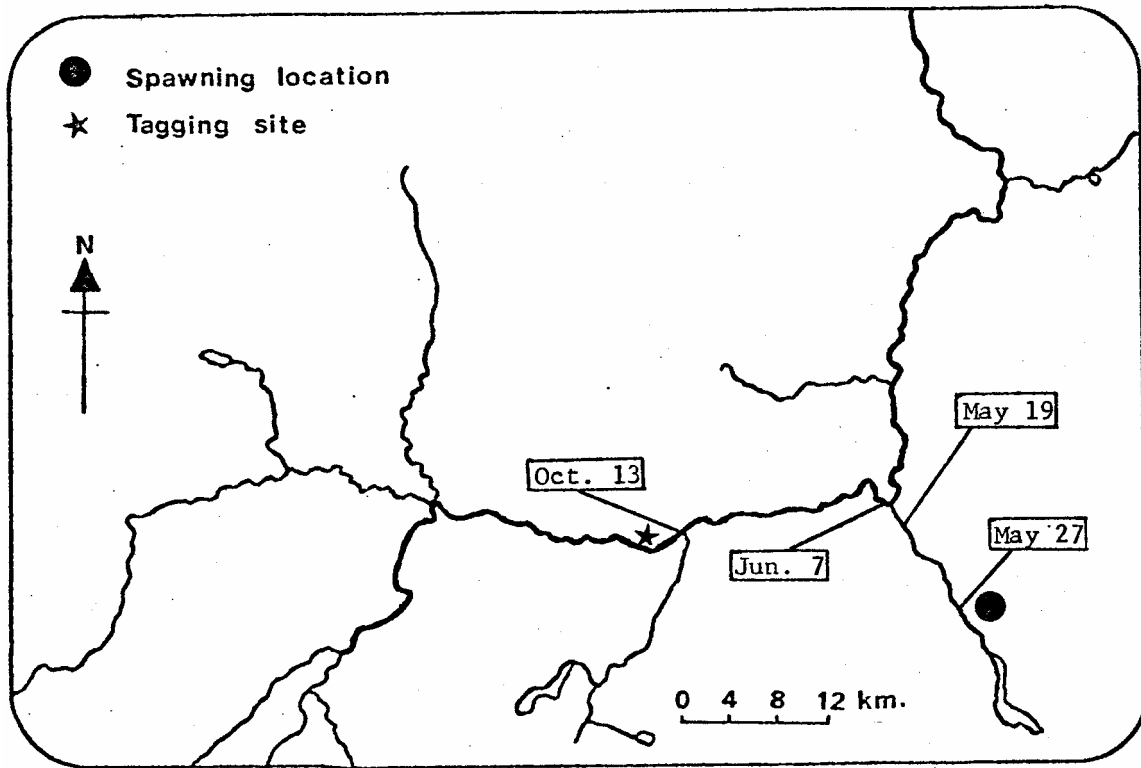 Spawning location
Tagging site
N
May 19
Oct. 13
May 27
Jun. 7
0 4 8 12 km.